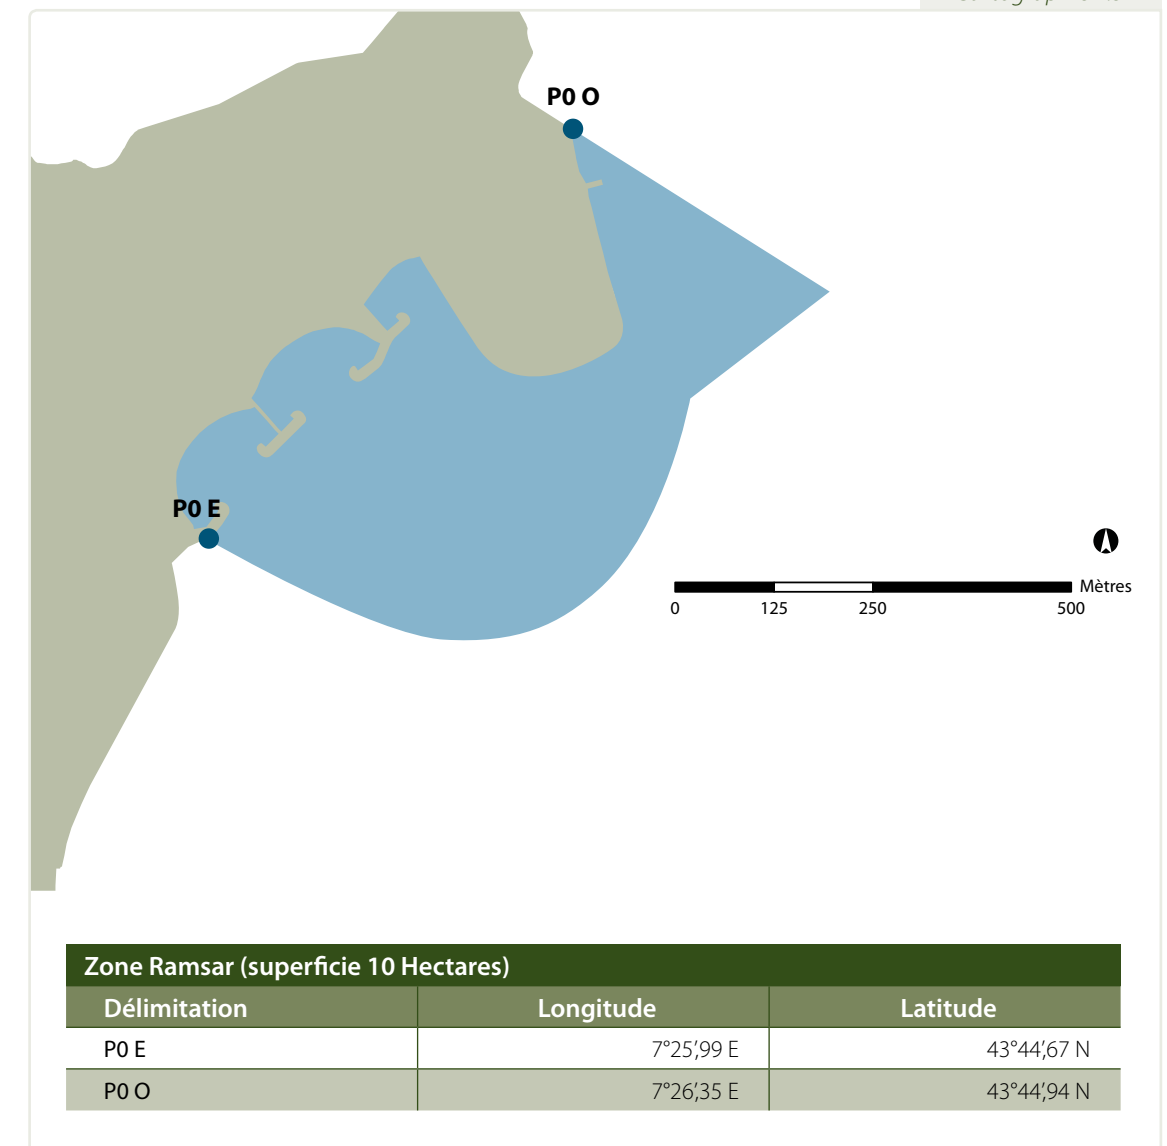 P0 O
P0 E
Mètres
0 125 250 500
Zone Ramsar (superficie 10 Hectares)
Délimitation Longitude Latitude
P0 E 7°25',99 E 43°44',67 N
P0 O 7°26',35 E 43°44',94 N